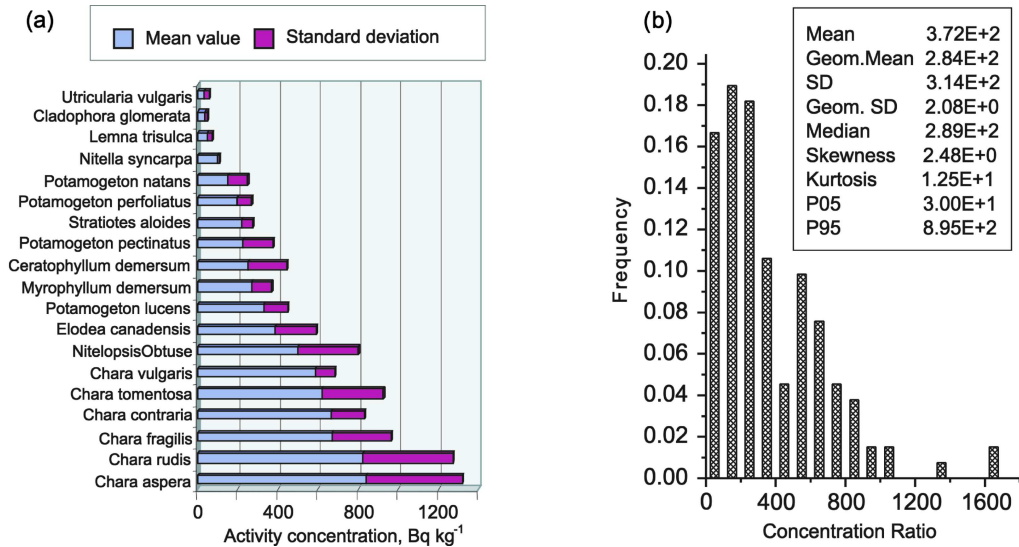 (a)
Mean value Standard deviation
Utricularia vulgaris
Cladophora glomerata
Lemna trisulca
Nitella syncarpa
Potamogeton natans
Potamogeton perfoliatus
Stratiotes aloides
Potamogeton pectinatus
Ceratophyllum demersum
Myrophyllum demersum
Potamogeton lucens
Elodea canadensis
NitelopsisObtuse
Chara vulgaris
Chara tomentosa
Chara contraria
Chara fragilis
Chara rudis
Chara aspera
0 400 800 1200
Activity concentration, Bq kg-1
(b)
Mean 3.72E+2
Geom.Mean 2.84E+2
SD 3.14E+2
Geom. SD 2.08E+0
Median 2.89E+2
Skewness 2.48E+0
Kurtosis 1.25E+1
P05 3.00E+1
P95 8.95E+2
Frequency
0.20
0.18
0.16
0.14
0.12
0.10
0.08
0.06
0.04
0.02
0.00
0 400 800 1200 1600
Concentration Ratio